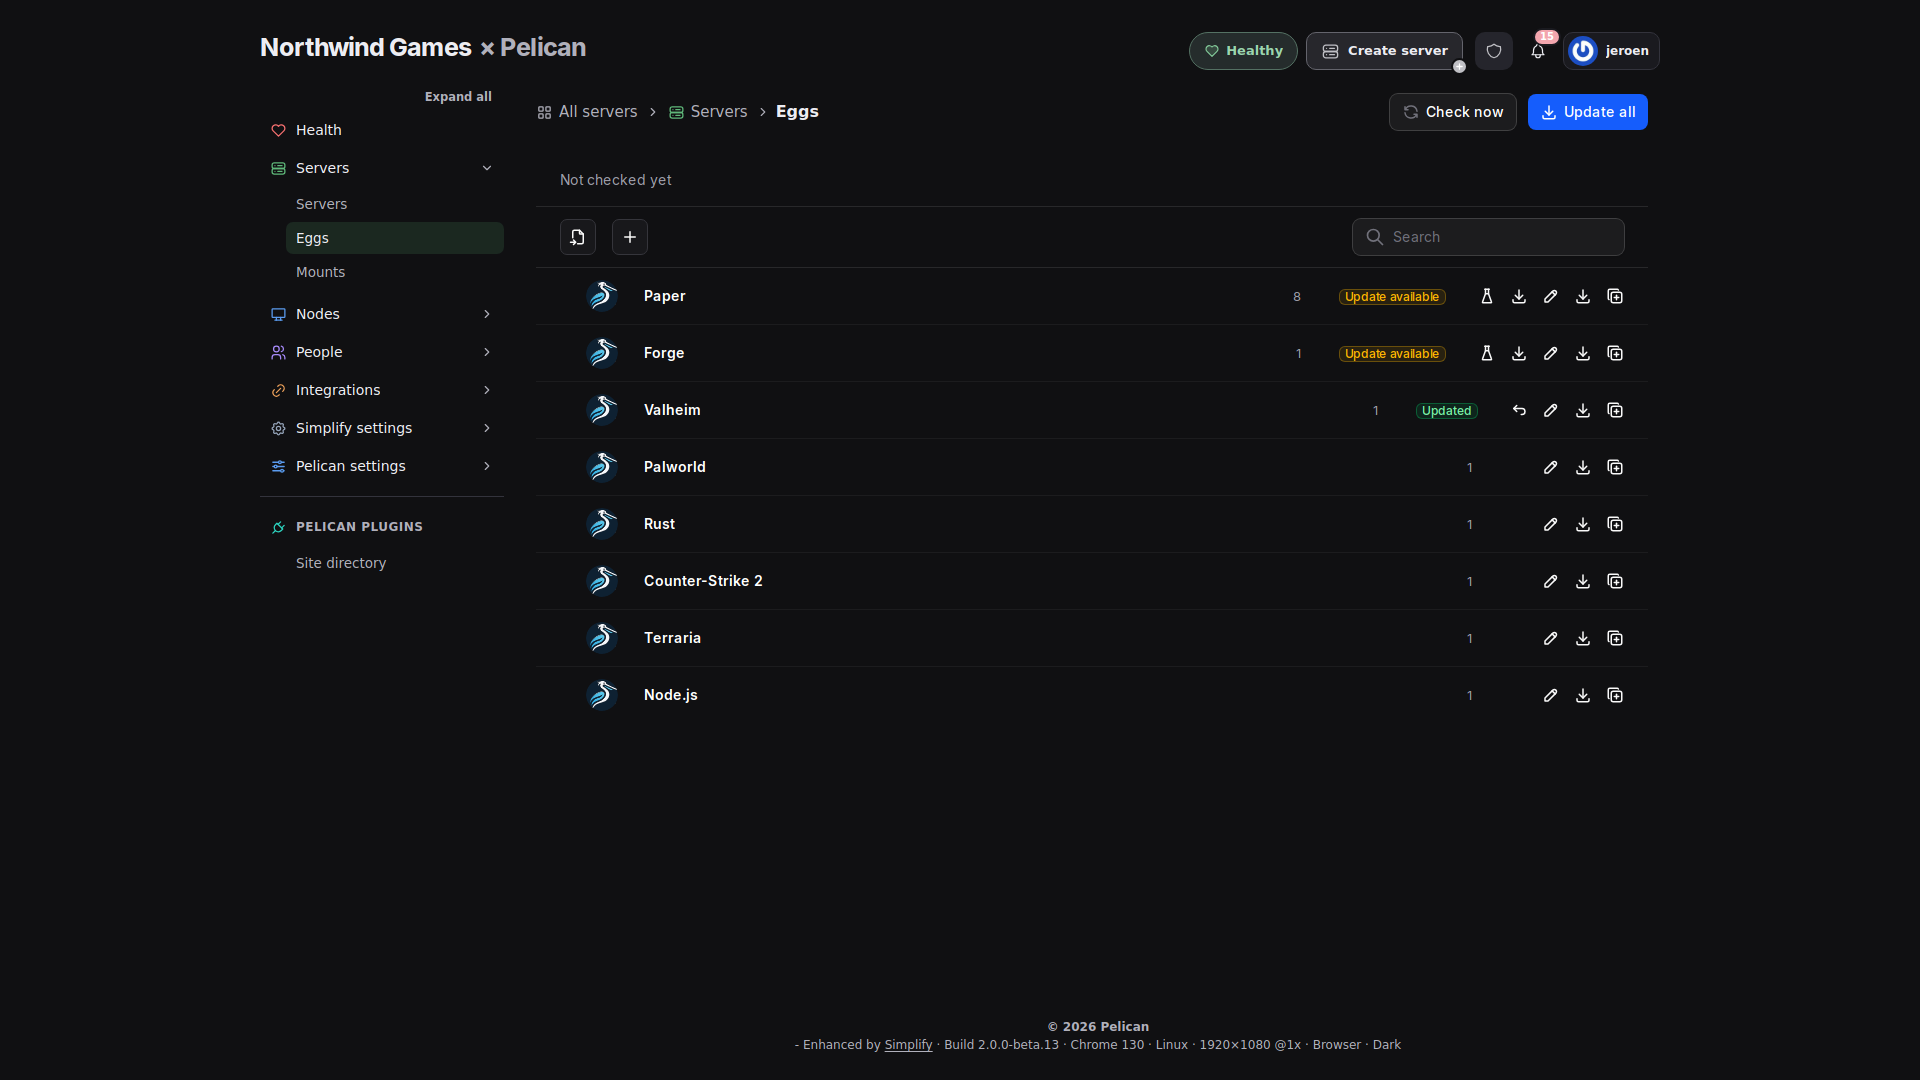 Northwind Games × Pelican
Healthy
Create server
15
jeroen
Expand all
Health
Servers
Servers
Eggs
Mounts
Nodes
People
Integrations
Simplify settings
Pelican settings
PELICAN PLUGINS
Site directory
All servers > Servers > Eggs
Check now
Update all
Not checked yet
Search
Paper 8 Update available
Forge 1 Update available
Valheim 1 Updated
Palworld 1
Rust 1
Counter-Strike 2 1
Terraria 1
Node.js 1
© 2026 Pelican
- Enhanced by Simplify · Build 2.0.0-beta.13 · Chrome 130 · Linux · 1920×1080 @1x · Browser · Dark